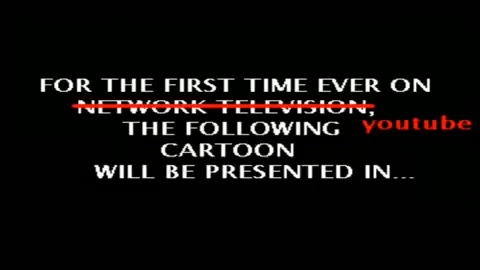 FOR THE FIRST TIME EVER ON
NETWORK TELEVISION,
youtube
THE FOLLOWING
CARTOON
WILL BE PRESENTED IN...